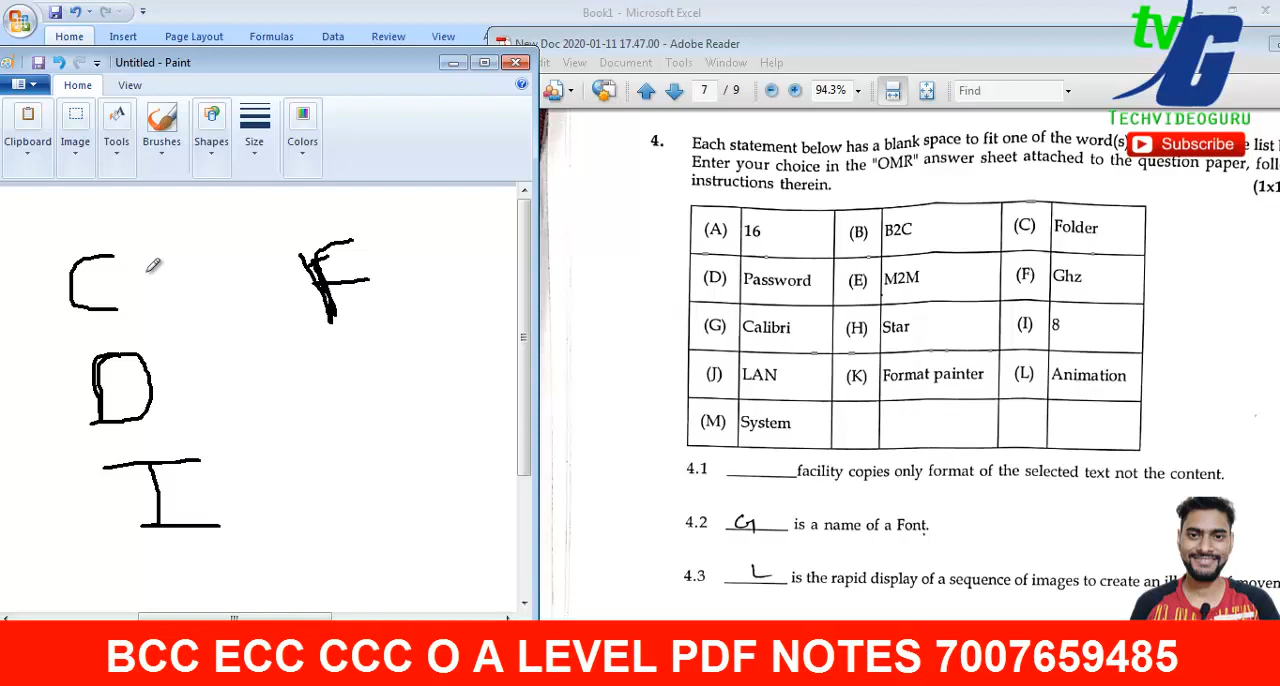 Book1 - Microsoft Excel
Home Insert Page Layout Formulas Data Review View
New Doc 2020-01-11 17.47.00 - Adobe Reader
tv G
TECHVIDEOGURU
Subscribe
Untitled - Paint
View Document Tools Window Help
Home View
7 / 9 94.3% Find
Clipboard Image Tools Brushes Shapes Size Colors
4. Each statement below has a blank space to fit one of the word(s) list
Enter your choice in the "OMR" answer sheet attached to the question paper,
instructions therein.
(A) 16 (B) B2C (C) Folder
(D) Password (E) M2M (F) Ghz
(G) Calibri (H) Star (I) 8
(J) LAN (K) Format painter (L) Animation
(M) System
4.1 ________facility copies only format of the selected text not the content.
4.2 G is a name of a Font.
4.3 L is the rapid display of a sequence of images to create an
C F
D
I
BCC ECC CCC O A LEVEL PDF NOTES 7007659485